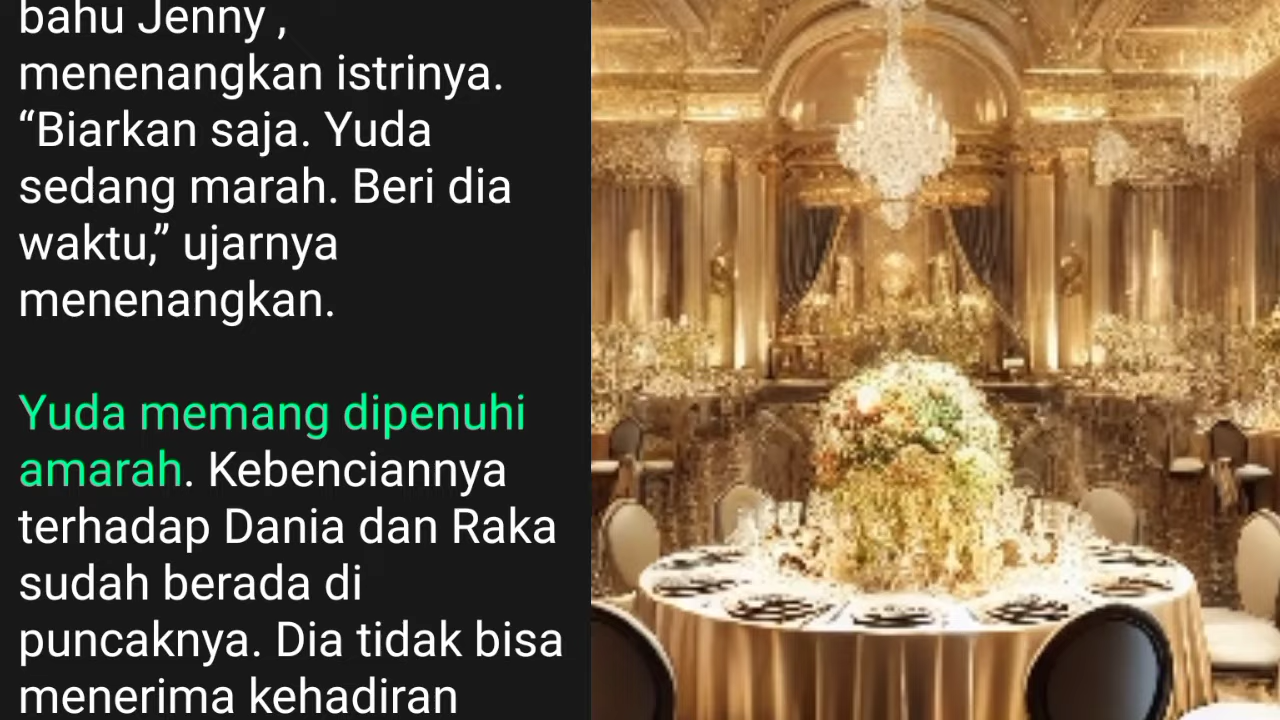 bahu Jenny ,
menenangkan istrinya.
“Biarkan saja. Yuda
sedang marah. Beri dia
waktu,” ujarnya
menenangkan.
Yuda memang dipenuhi
amarah. Kebenciannya
terhadap Dania dan Raka
sudah berada di
puncaknya. Dia tidak bisa
menerima kehadiran